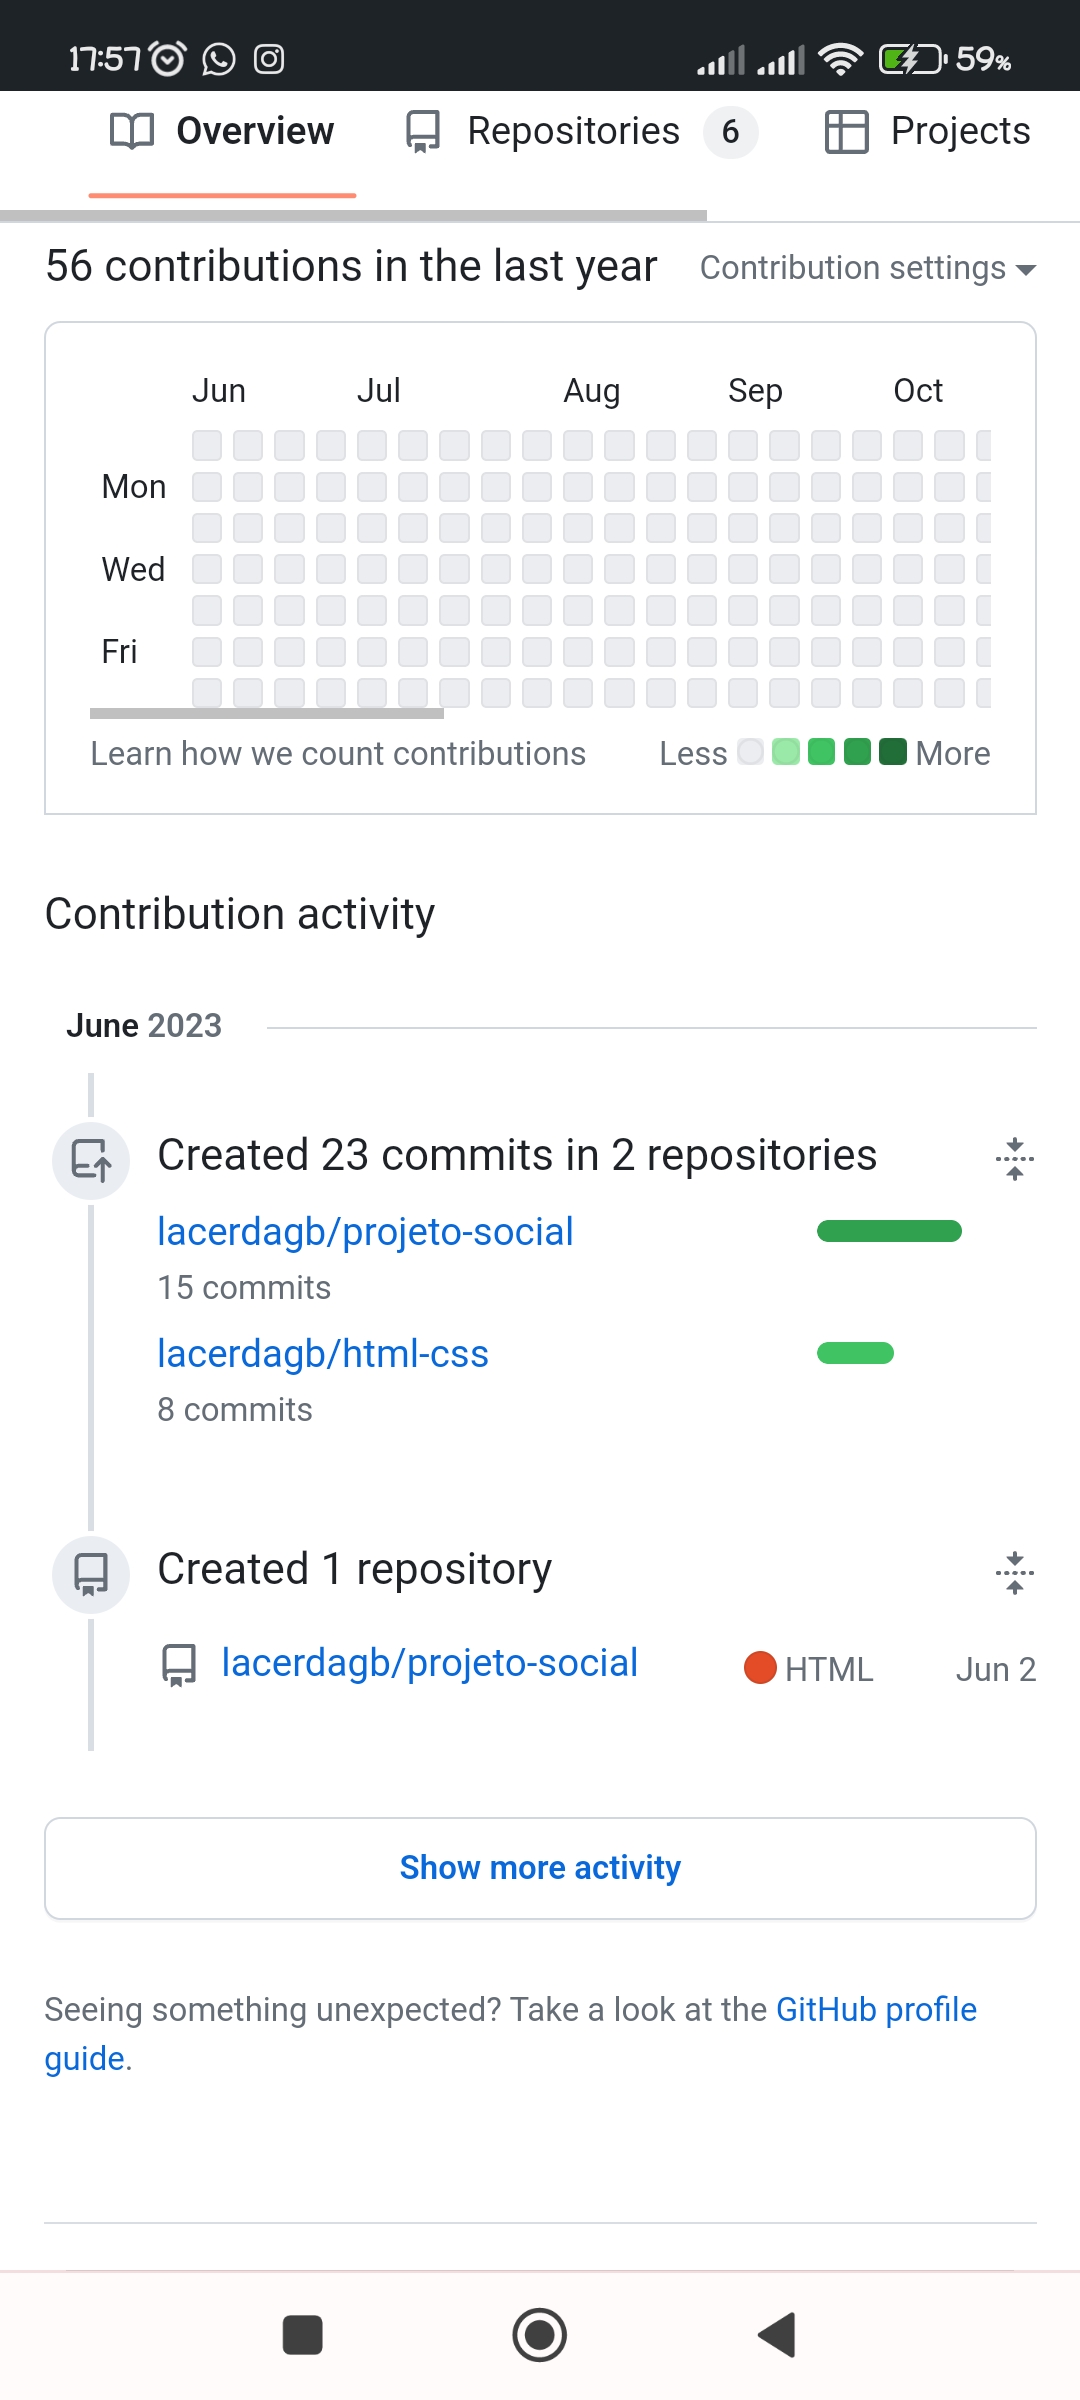 17:57 59%
Overview Repositories 6 Projects
56 contributions in the last year Contribution settings
Jun Jul Aug Sep Oct
Mon
Wed
Fri
Learn how we count contributions Less More
Contribution activity
June 2023
Created 23 commits in 2 repositories
lacerdagb/projeto-social
15 commits
lacerdagb/html-css
8 commits
Created 1 repository
lacerdagb/projeto-social HTML Jun 2
Show more activity
Seeing something unexpected? Take a look at the GitHub profile
guide.